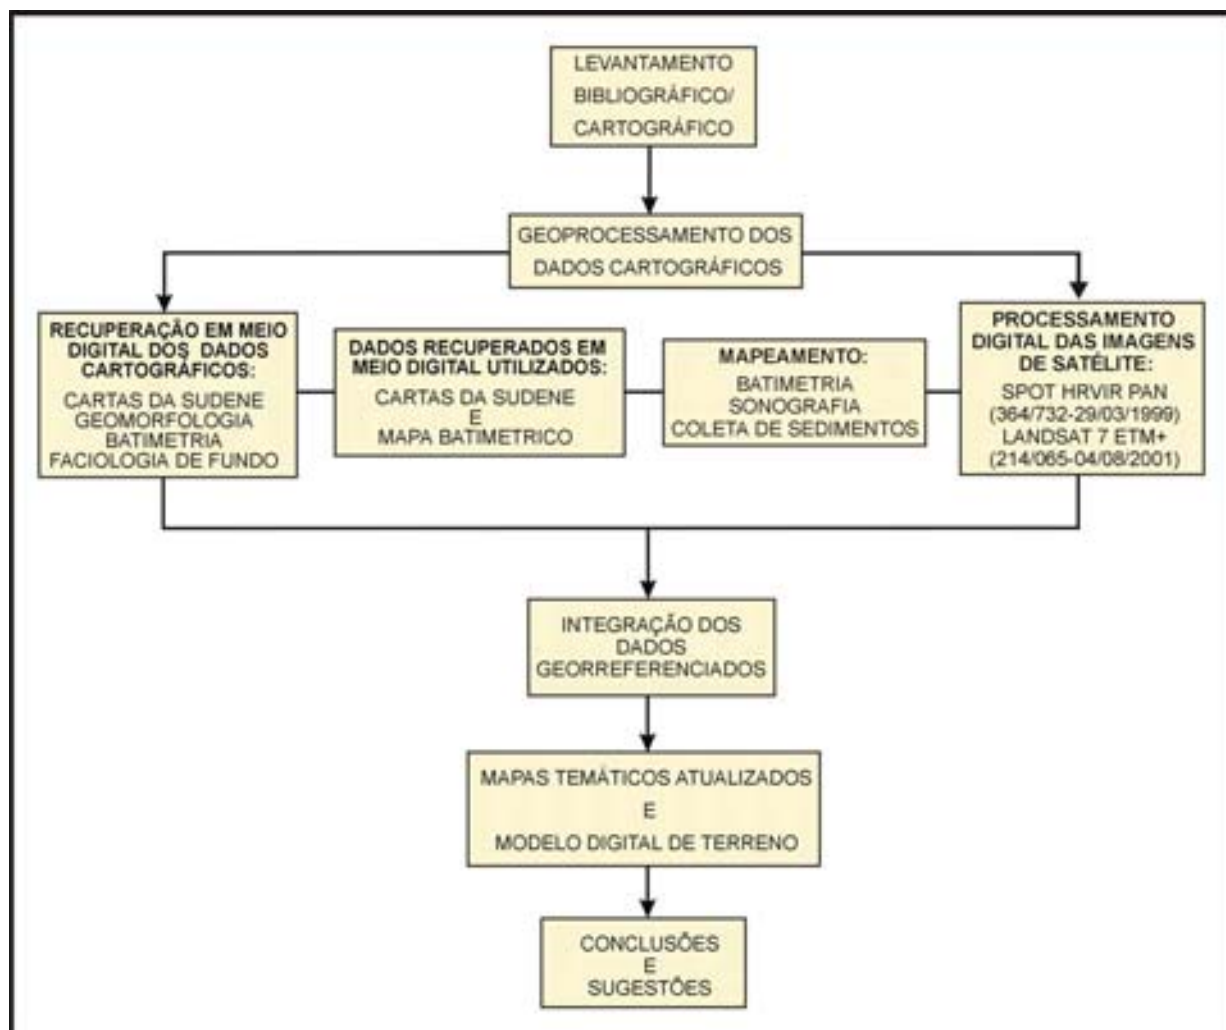 LEVANTAMENTO
BIBLIOGRÁFICO/
CARTOGRÁFICO
GEOPROCESSAMENTO DOS
DADOS CARTOGRÁFICOS
RECUPERAÇÃO EM MEIO
DIGITAL DOS DADOS
CARTOGRÁFICOS:
CARTAS DA SUDENE
GEOMORFOLOGIA
BATIMETRIA
FACIOLOGIA DE FUNDO
DADOS RECUPERADOS EM
MEIO DIGITAL UTILIZADOS:
CARTAS DA SUDENE
E
MAPA BATIMETRICO
MAPEAMENTO:
BATIMETRIA
SONOGRAFIA
COLETA DE SEDIMENTOS
PROCESSAMENTO
DIGITAL DAS IMAGENS
DE SATÉLITE:
SPOT HRVIR PAN
(364/732-29/03/1999)
LANDSAT 7 ETM+
(214/065-04/08/2001)
INTEGRAÇÃO DOS
DADOS
GEORREFERENCIADOS
MAPAS TEMÁTICOS ATUALIZADOS
E
MODELO DIGITAL DE TERRENO
CONCLUSÕES
E
SUGESTÕES